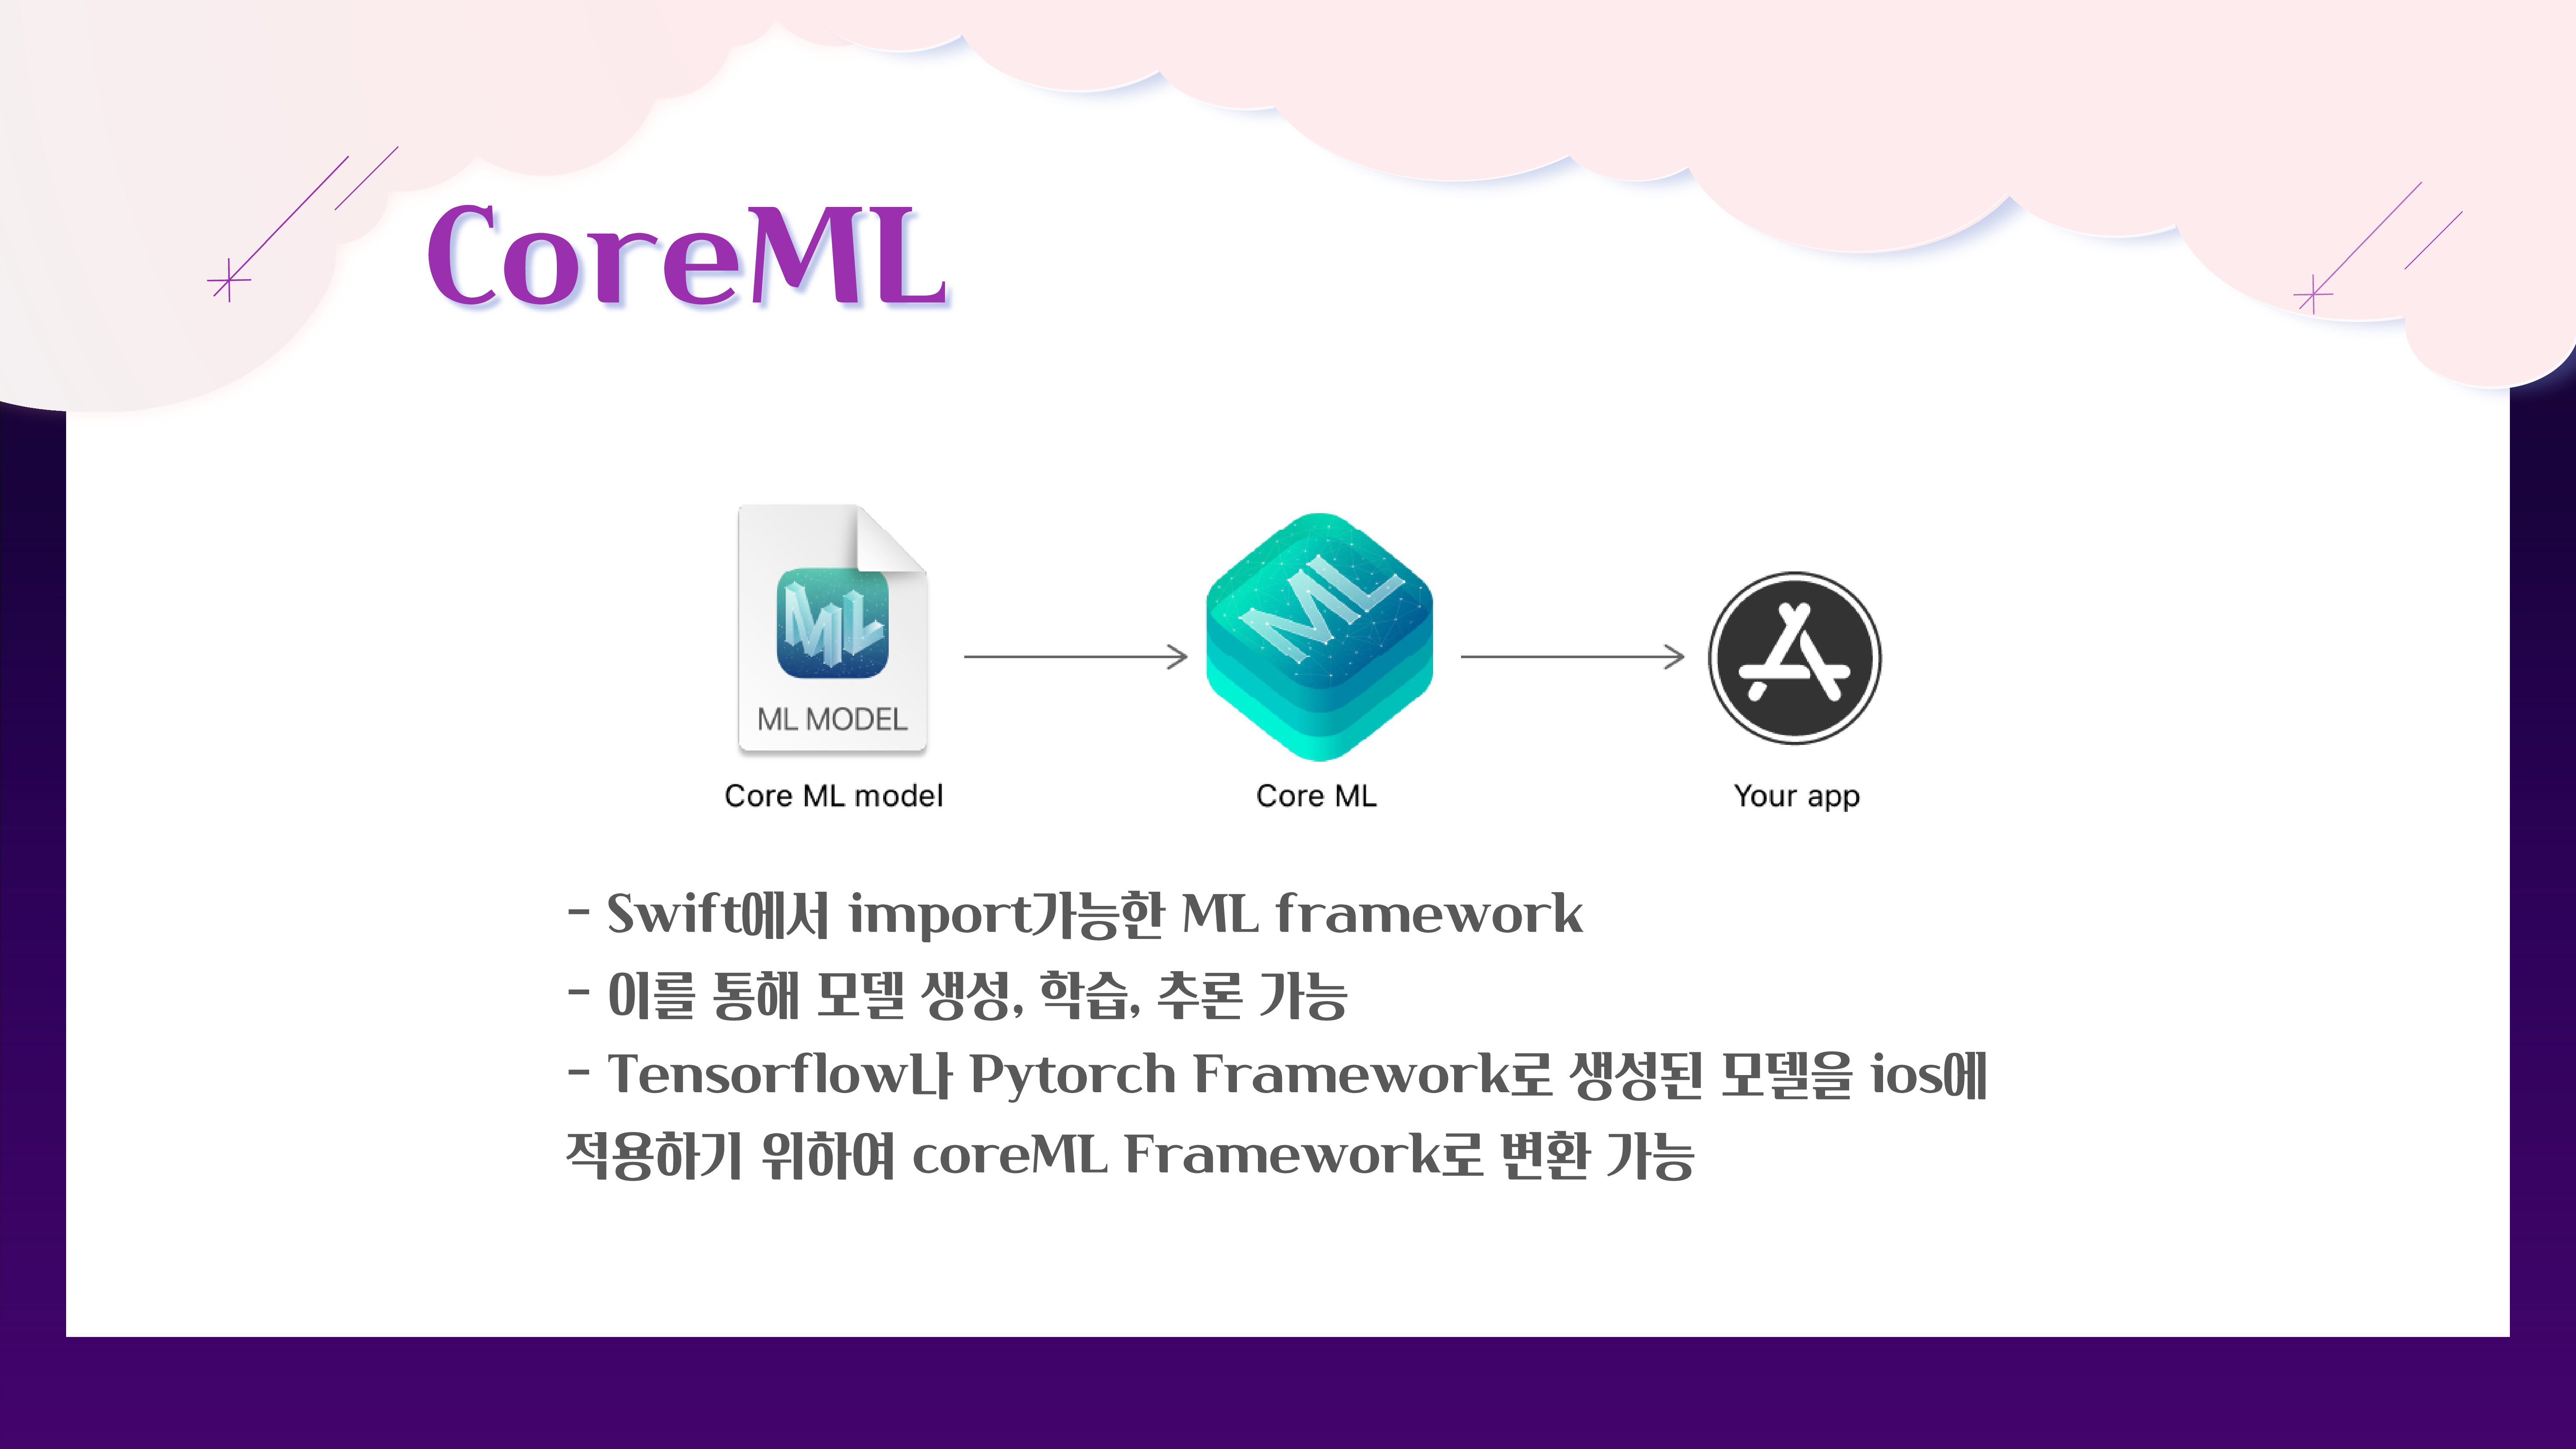 CoreML
ML
ML MODEL
ML
Core ML model
Core ML
Your app
- Swift에서 import가능한 ML framework
- 이를 통해 모델 생성, 학습, 추론 가능
- Tensorflow나 Pytorch Framework로 생성된 모델을 ios에
적용하기 위하여 coreML Framework로 변환 가능